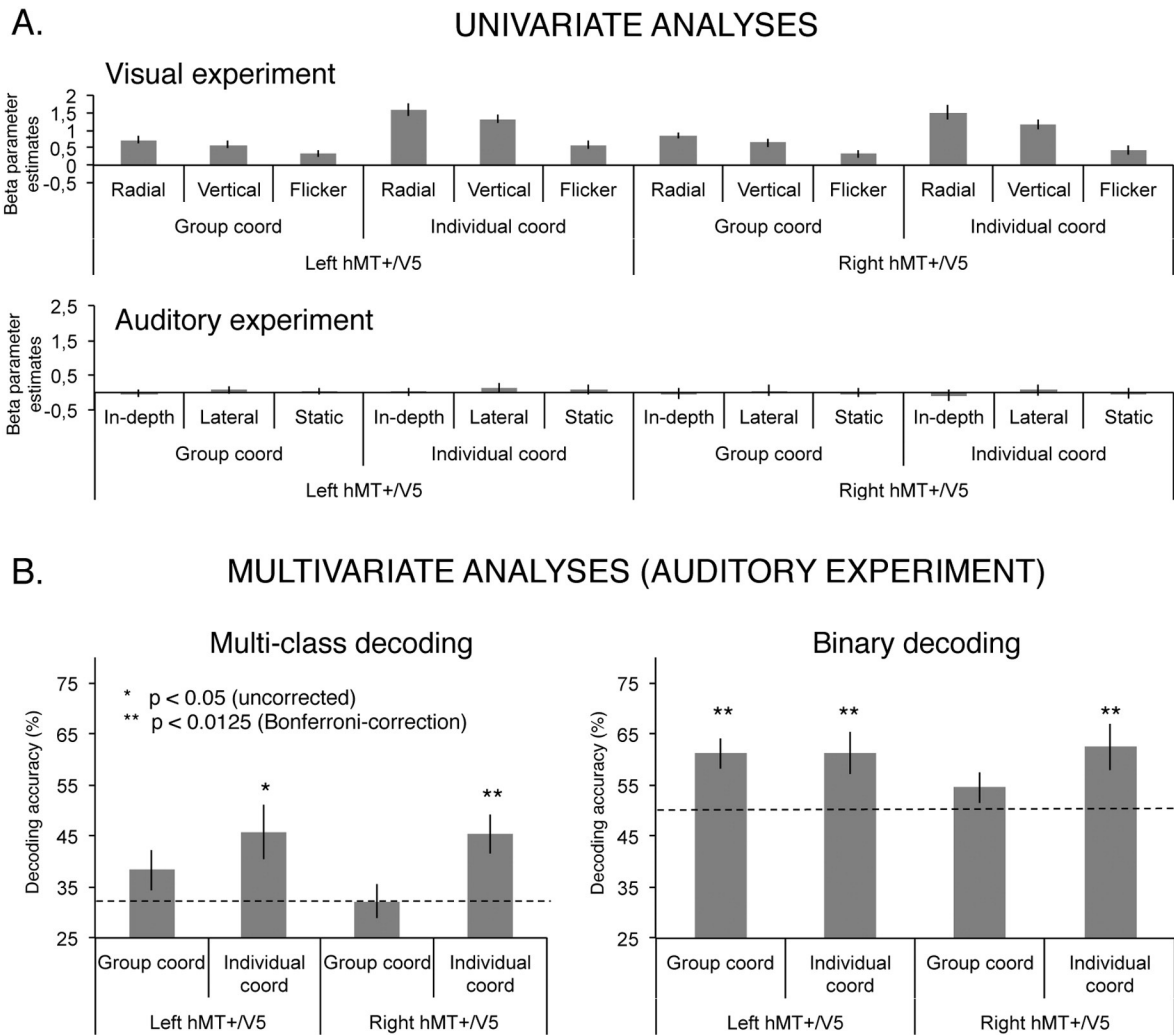 A.
UNIVARIATE ANALYSES
Visual experiment
Beta parameter
estimates
2
1,5
1
0,5
0
-0,5
Radial Vertical Flicker Radial Vertical Flicker Radial Vertical Flicker Radial Vertical Flicker
Group coord Individual coord Group coord Individual coord
Left hMT+/V5 Right hMT+/V5
Auditory experiment
Beta parameter
estimates
2,5
1,5
0,5
-0,5
In-depth Lateral Static In-depth Lateral Static In-depth Lateral Static In-depth Lateral Static
Group coord Individual coord Group coord Individual coord
Left hMT+/V5 Right hMT+/V5
B.
MULTIVARIATE ANALYSES (AUDITORY EXPERIMENT)
Multi-class decoding
* p < 0.05 (uncorrected)
** p < 0.0125 (Bonferroni-correction)
Decoding accuracy (%)
75
65
55
45
35
25
* **
Group coord Individual coord Group coord Individual coord
Left hMT+/V5 Right hMT+/V5
Binary decoding
Decoding accuracy (%)
75
65
55
45
35
25
** ** **
Group coord Individual coord Group coord Individual coord
Left hMT+/V5 Right hMT+/V5